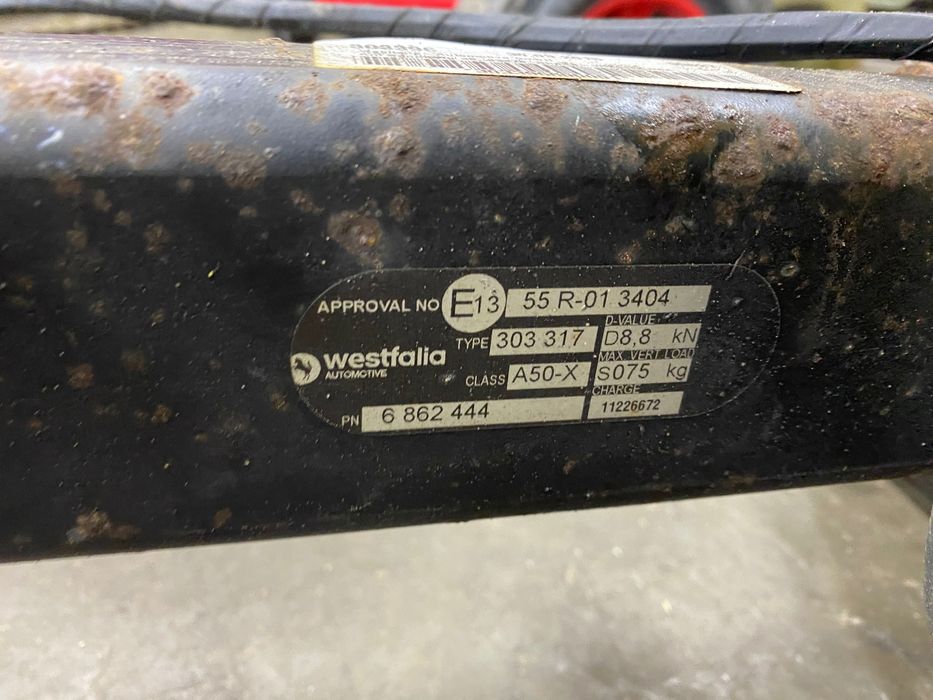 APPROVAL NO E13 55 R-01 3404
TYPE 303 317 D-VALUE D8,8 kN
westfalia
AUTOMOTIVE
MAX VERT LOAD
CLASS A50-X S075 kg
CHARGE
PN 6 862 444 11226672